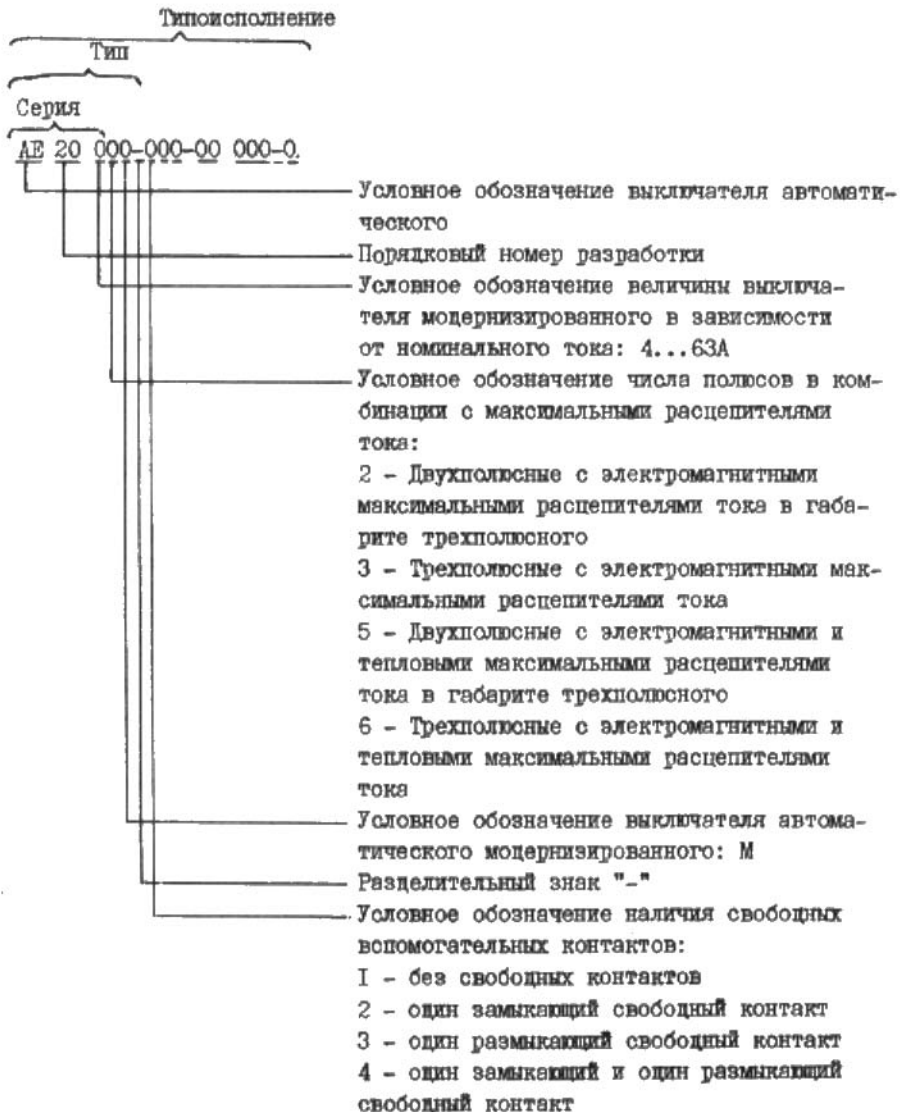 Типоисполнение
Тип
Серия
АЕ 20 000-000-00 000-0.
Условное обозначение выключателя автомати-
ческого
Порядковый номер разработки
Условное обозначение величины выключа-
теля модернизированного в зависимости
от номинального тока: 4...63А
Условное обозначение числа полюсов в ком-
бинации с максимальными расцепителями
тока:
2 - Двухполюсные с электромагнитными
максимальными расцепителями тока в габа-
рите трехполюсного
3 - Трехполюсные с электромагнитными мак-
симальными расцепителями тока
5 - Двухполюсные с электромагнитными и
тепловыми максимальными расцепителями
тока в габарите трехполюсного
6 - Трехполюсные с электромагнитными и
тепловыми максимальными расцепителями
тока
Условное обозначение выключателя автома-
тического модернизированного: М
Разделительный знак "-"
Условное обозначение наличия свободных
вспомогательных контактов:
I - без свободных контактов
2 - один замыкающий свободный контакт
3 - один размыкающий свободный контакт
4 - один замыкающий и один размыкающий
свободный контакт